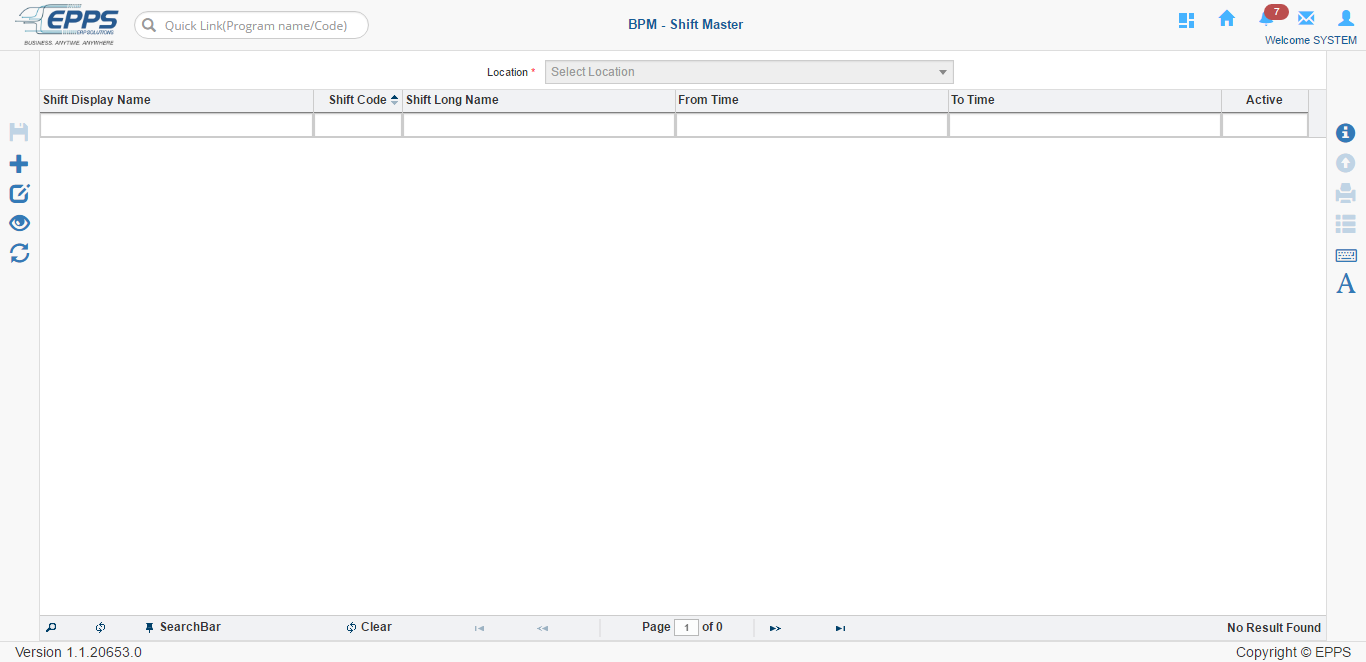 EPPS
ERP SOLUTIONS
BUSINESS. ANYTIME. ANYWHERE
Quick Link(Program name/Code)
BPM - Shift Master
7
Welcome SYSTEM
Location *
Select Location
Shift Display Name Shift Code Shift Long Name From Time To Time Active
A
SearchBar Clear Page 1 of 0 No Result Found
Version 1.1.20653.0 Copyright © EPPS